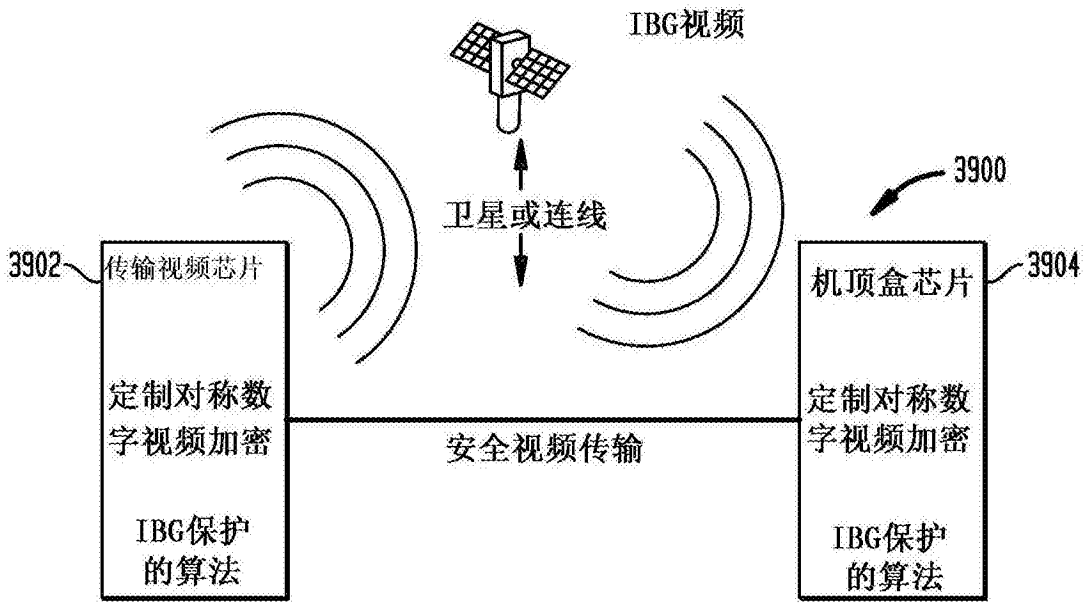 IBG视频
卫星或连线
3900
3902
传输视频芯片
定制对称数
字视频加密
IBG保护
的算法
安全视频传输
3904
机顶盒芯片
定制对称数
字视频加密
IBG保护
的算法